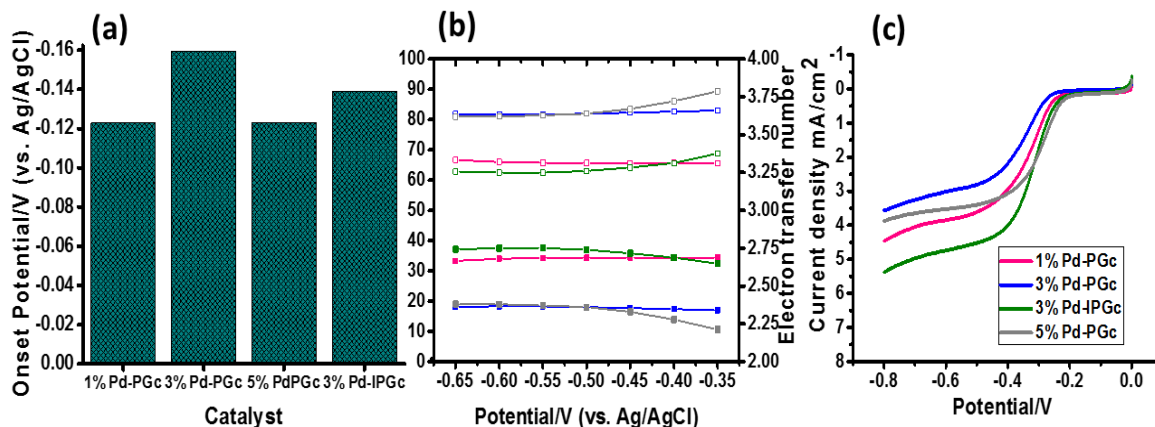 (a)
Onset Potential/V (vs. Ag/AgCl)
-0.16
-0.14
-0.12
-0.10
-0.08
-0.06
-0.04
-0.02
0.00
1% Pd-PGc 3% Pd-PGc 5% PdPGc 3% Pd-IPGc
Catalyst
(b)
100
90
80
70
60
50
40
30
20
10
0
4.00
3.75
3.50
3.25
3.00
2.75
2.50
2.25
2.00
Electron transfer number
-0.65 -0.60 -0.55 -0.50 -0.45 -0.40 -0.35
Potential/V (vs. Ag/AgCl)
(c)
Current density mA/cm²
-1
0
1
2
3
4
5
6
7
8
1% Pd-PGc
3% Pd-PGc
3% Pd-IPGc
5% Pd-PGc
-0.8 -0.6 -0.4 -0.2 0.0
Potential/V